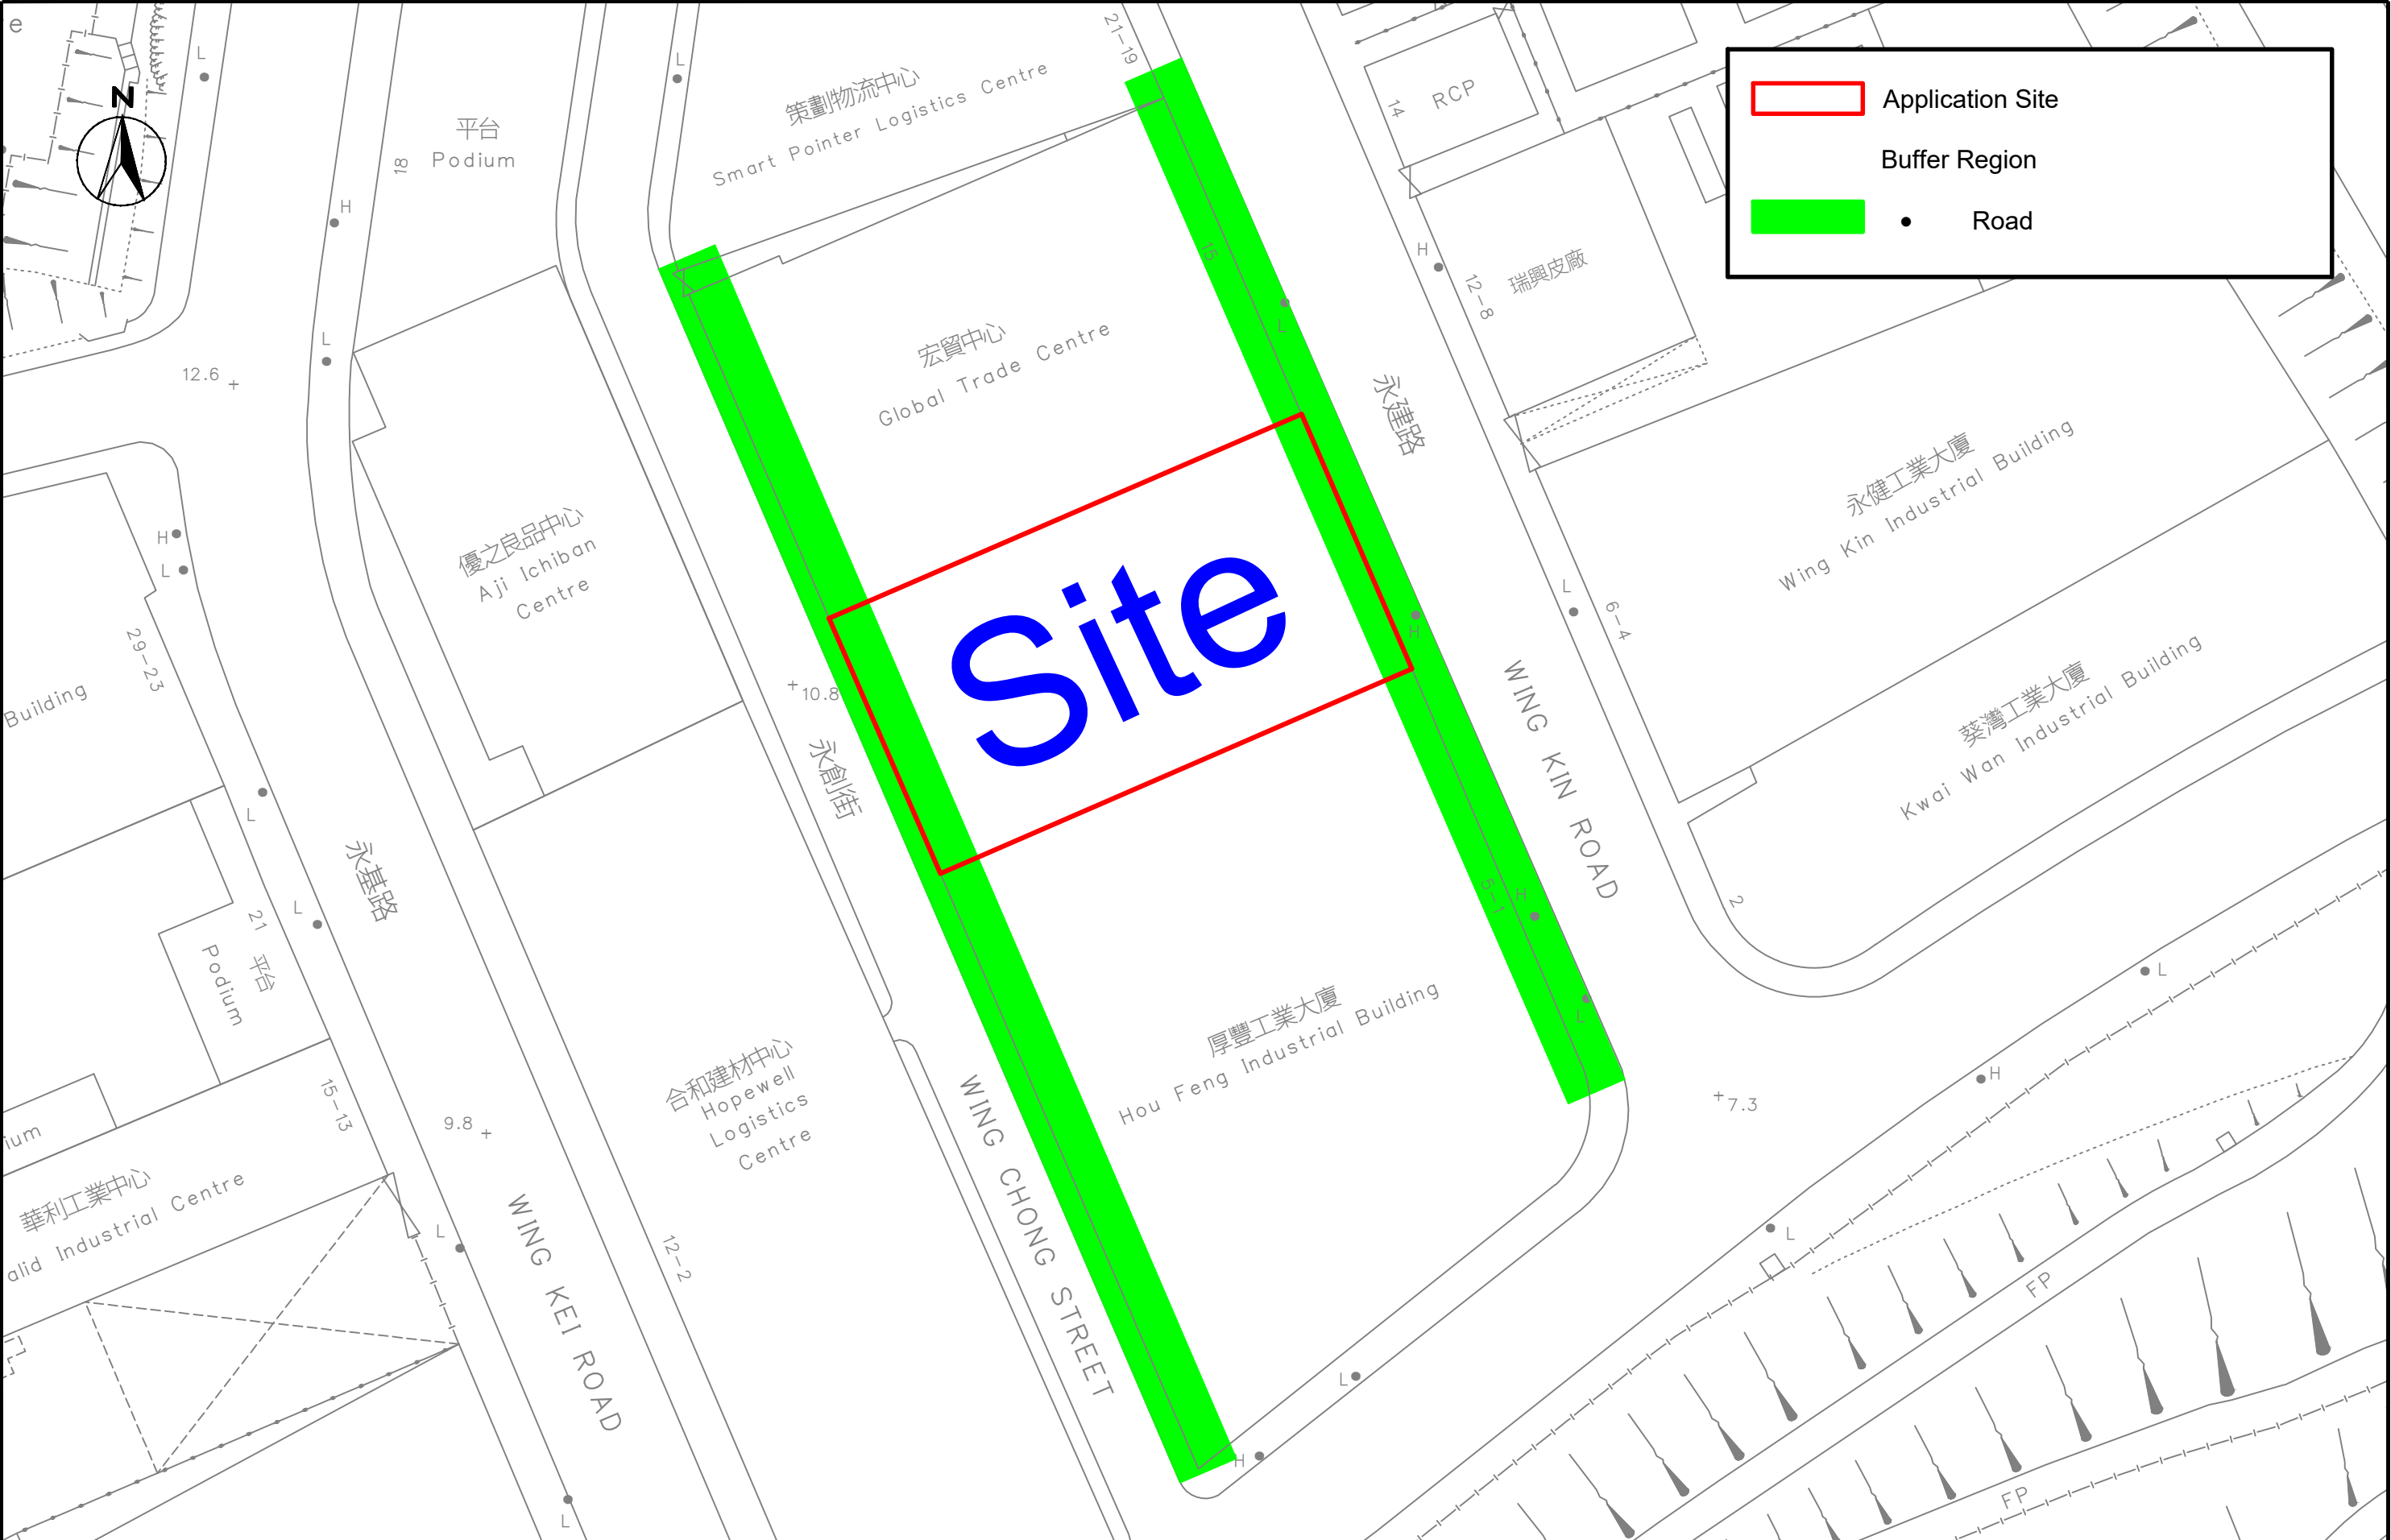 e
N
Application Site
Buffer Region
Road
L
L
H
L
18
平台
Podium
策劃物流中心
Smart Pointer Logistics Centre
21-19
14
RCP
H
12-8
瑞興皮廠
15
L
宏貿中心
Global Trade Centre
永建路
12.6
H
L
優之良品中心
Aji Ichiban
Centre
永健工業大廈
Wing Kin Industrial Building
Site
H
L
6-4
29-23
Building
10.8
永創街
WING KIN ROAD
葵灣工業大廈
Kwai Wan Industrial Building
L
永基路
L
21
平台
Podium
5-1
H
2
L
L
厚豐工業大廈
Hou Feng Industrial Building
合和建材中心
Hopewell
Logistics
Centre
WING CHONG STREET
H
7.3
15-13
9.8
ium
華利工業中心
alid Industrial Centre
L
WING KEI ROAD
12-2
L
FP
L
H
L
FP